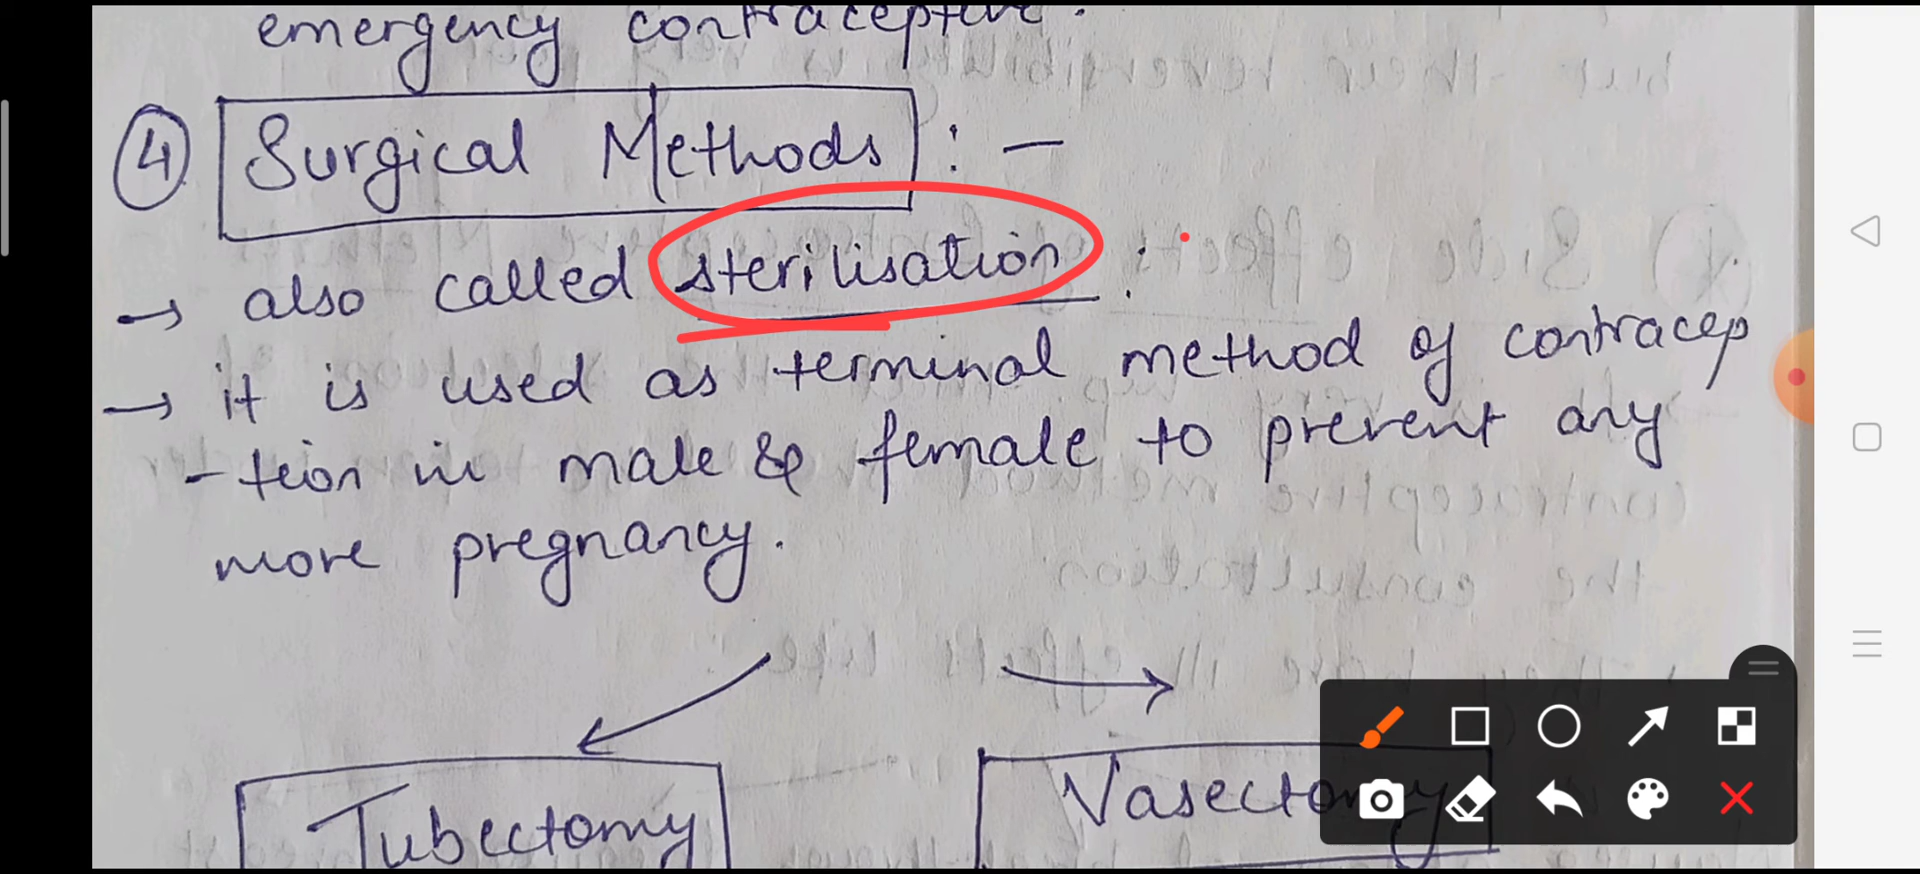 emergency contraceptive.
④ Surgical Methods : —
→ also called sterilisation :
→ it is used as terminal method of contracep
- tion in male & female to prevent any
more pregnancy.
Tubectomy Vasectomy